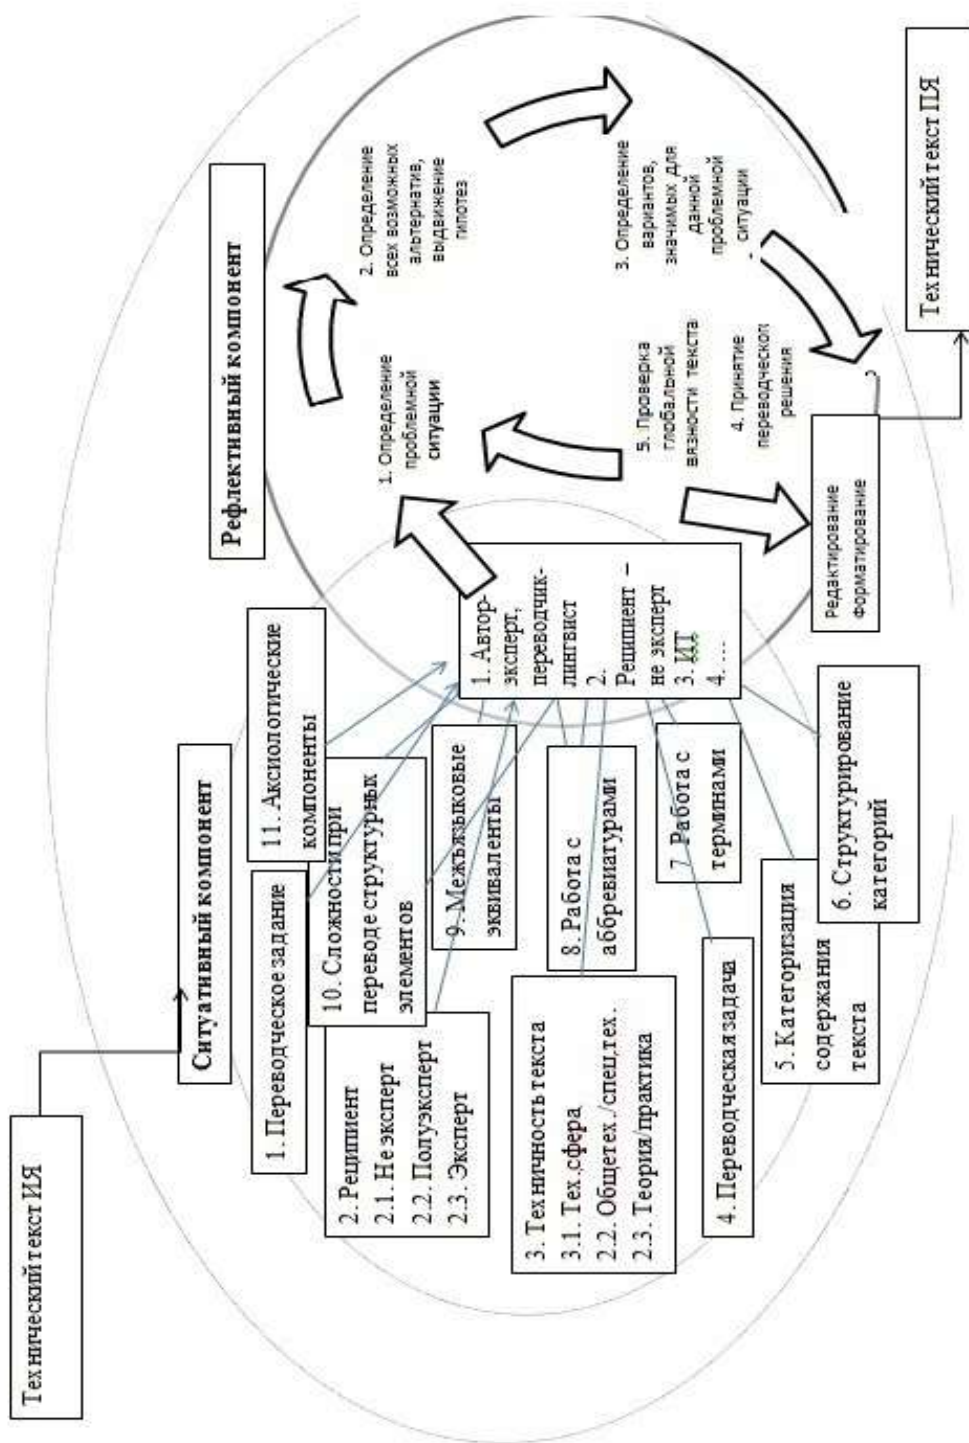 Технический текст ИЯ
Ситуативный компонент
1. Переводческое задание
2. Реципиент
2.1. Не эксперт
2.2. Полуэксперт
2.3. Эксперт
3. Техничность текста
3.1. Тех.сфера
2.2. Общетех./спец.тех.
2.3. Теория/практика
4. Переводческая задача
5. Категоризация
содержания
текста
6. Структурирование
категорий
7. Работа с
терминами
8. Работа с
аббревиатурами
9. Межъязыковые
эквиваленты
10. Сложности при
переводе структурных
элементов
11. Аксиологические
компоненты
1. Автор-
эксперт,
переводчик-
лингвист
2.
Реципиент –
не эксперт
3. ИТ
4. …
Рефлективный компонент
1. Определение
проблемной
ситуации
2. Определение
всех возможных
альтернатив,
выдвижение
гипотез
3. Определение
вариантов,
значимых для
данной
проблемной
ситуации
4. Принятие
переводческоп
решения
5. Проверка
глобальной
вязности текста
Редактирование
Форматирование
Технический текст ПЯ